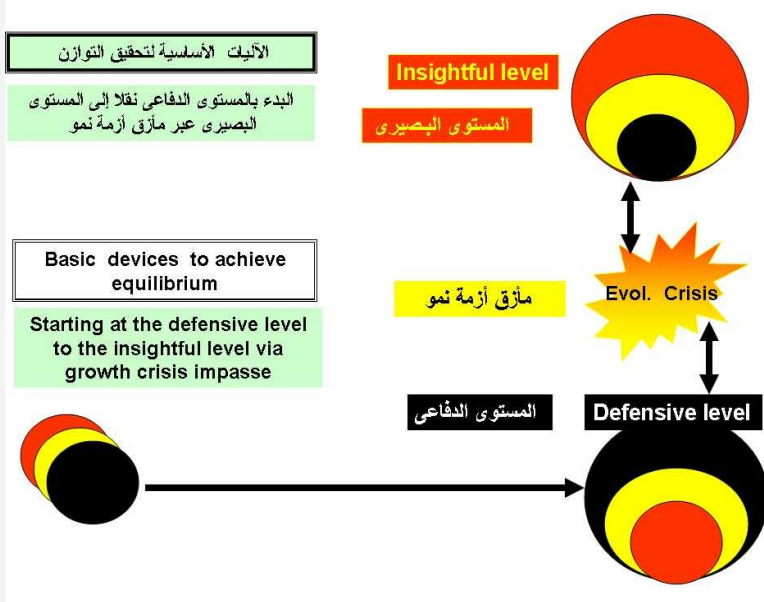 الآليات الأساسية لتحقيق التوازن
البدء بالمستوى الدفاعى نقلا إلى المستوى
البصيرى عبر مأزق أزمة نمو
Insightful level
المستوى البصيرى
Basic devices to achieve
equilibrium
Starting at the defensive level
to the insightful level via
growth crisis impasse
مأزق أزمة نمو
Evol. Crisis
المستوى الدفاعى
Defensive level